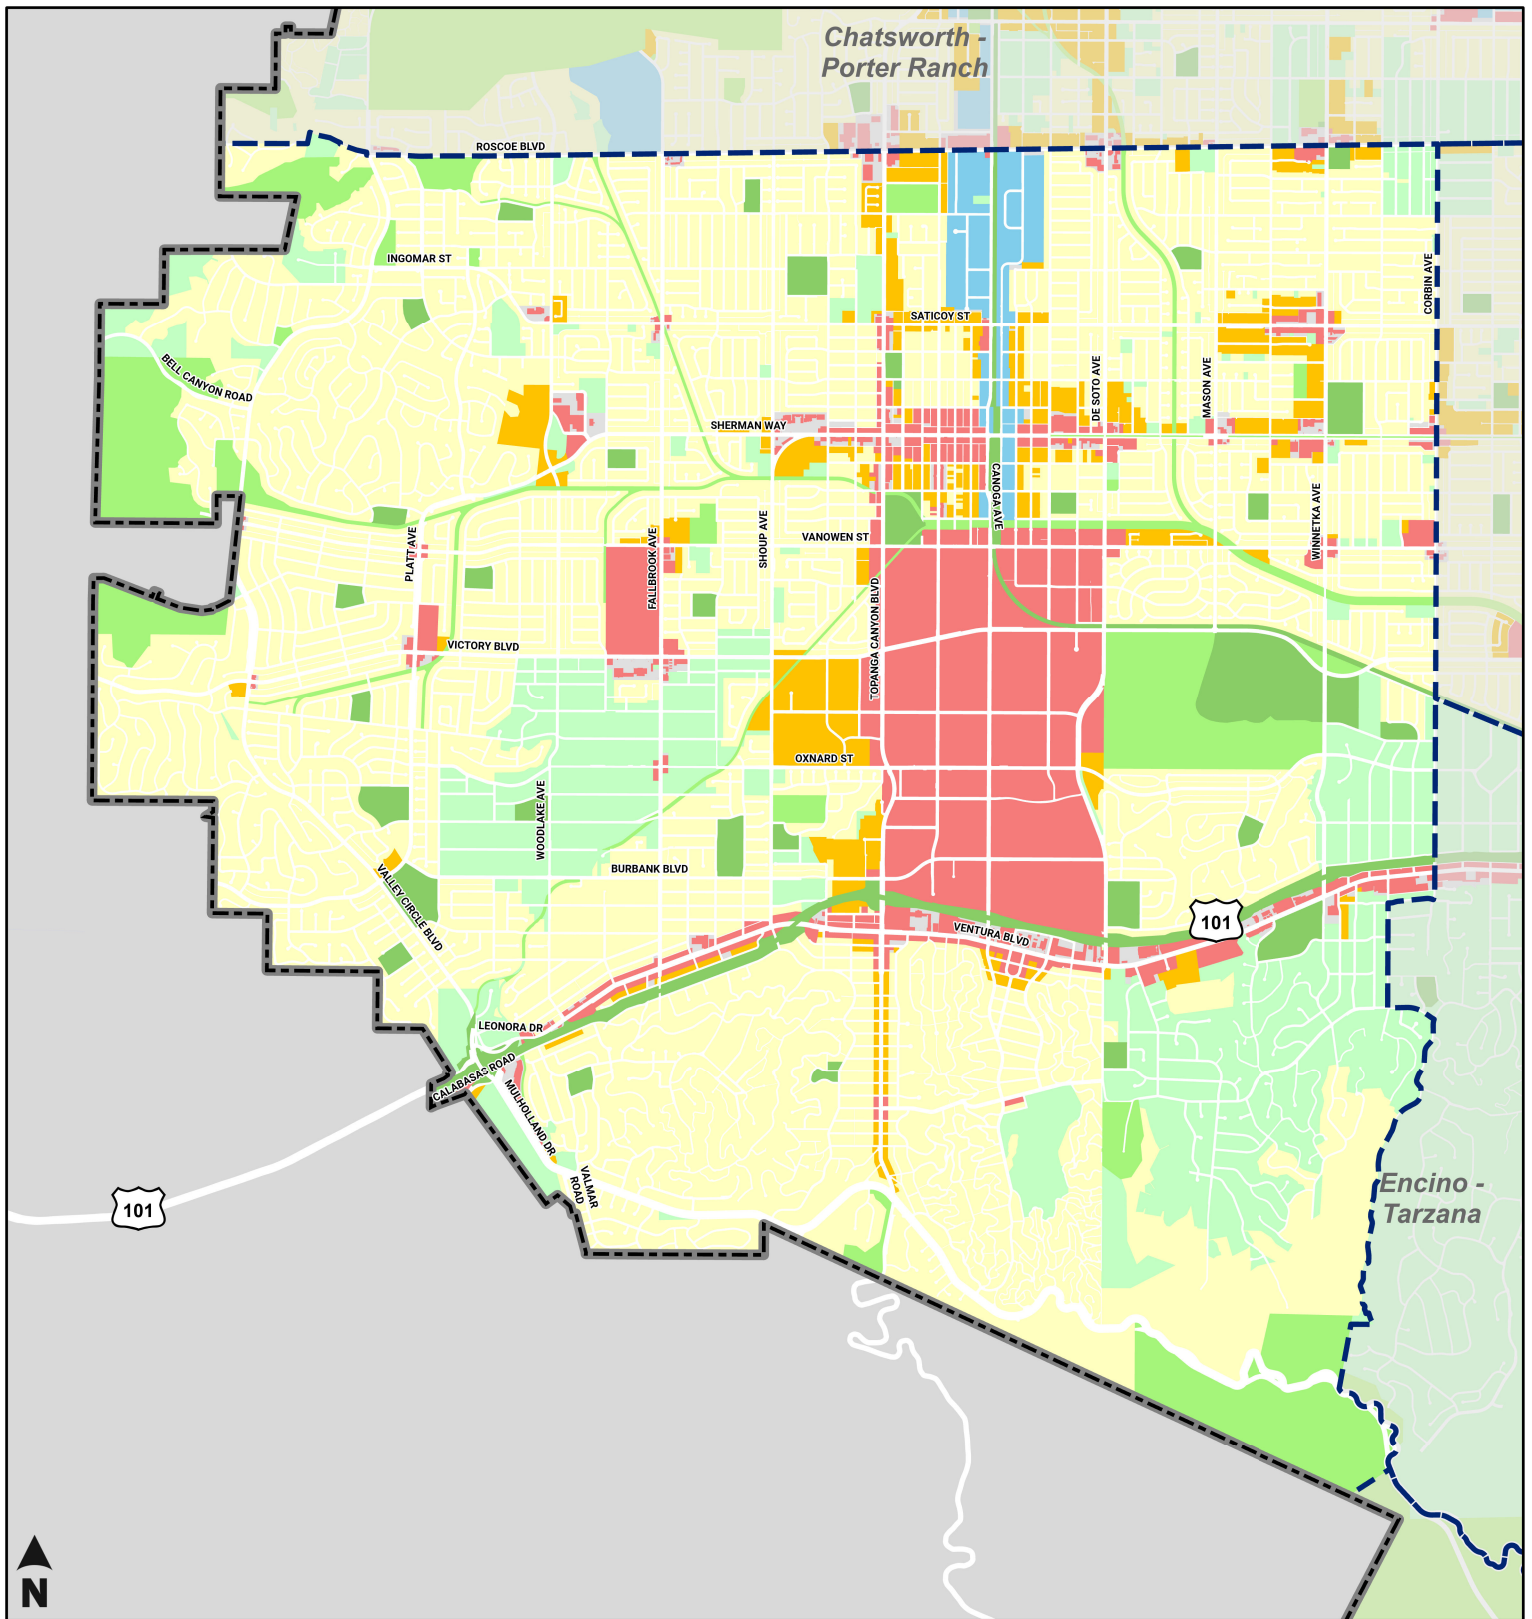 Chatsworth -
Porter Ranch
ROSCOE BLVD
INGOMAR ST
CORBIN AVE
SATICOY ST
BELL CANYON ROAD
DE SOTO AVE
MASON AVE
SHERMAN WAY
CANOGA AVE
WINNETKA AVE
SHOUP AVE
PLATT AVE
FALLBROOK AVE
VANOWEN ST
TOPANGA CANYON BLVD
VICTORY BLVD
OXNARD ST
WOODLAKE AVE
BURBANK BLVD
VALLEY CIRCLE BLVD
101
VENTURA BLVD
LEONORA DR
CALABASAS ROAD
MULHOLLAND DR
VALMAR
ROAD
101
Encino -
Tarzana
N